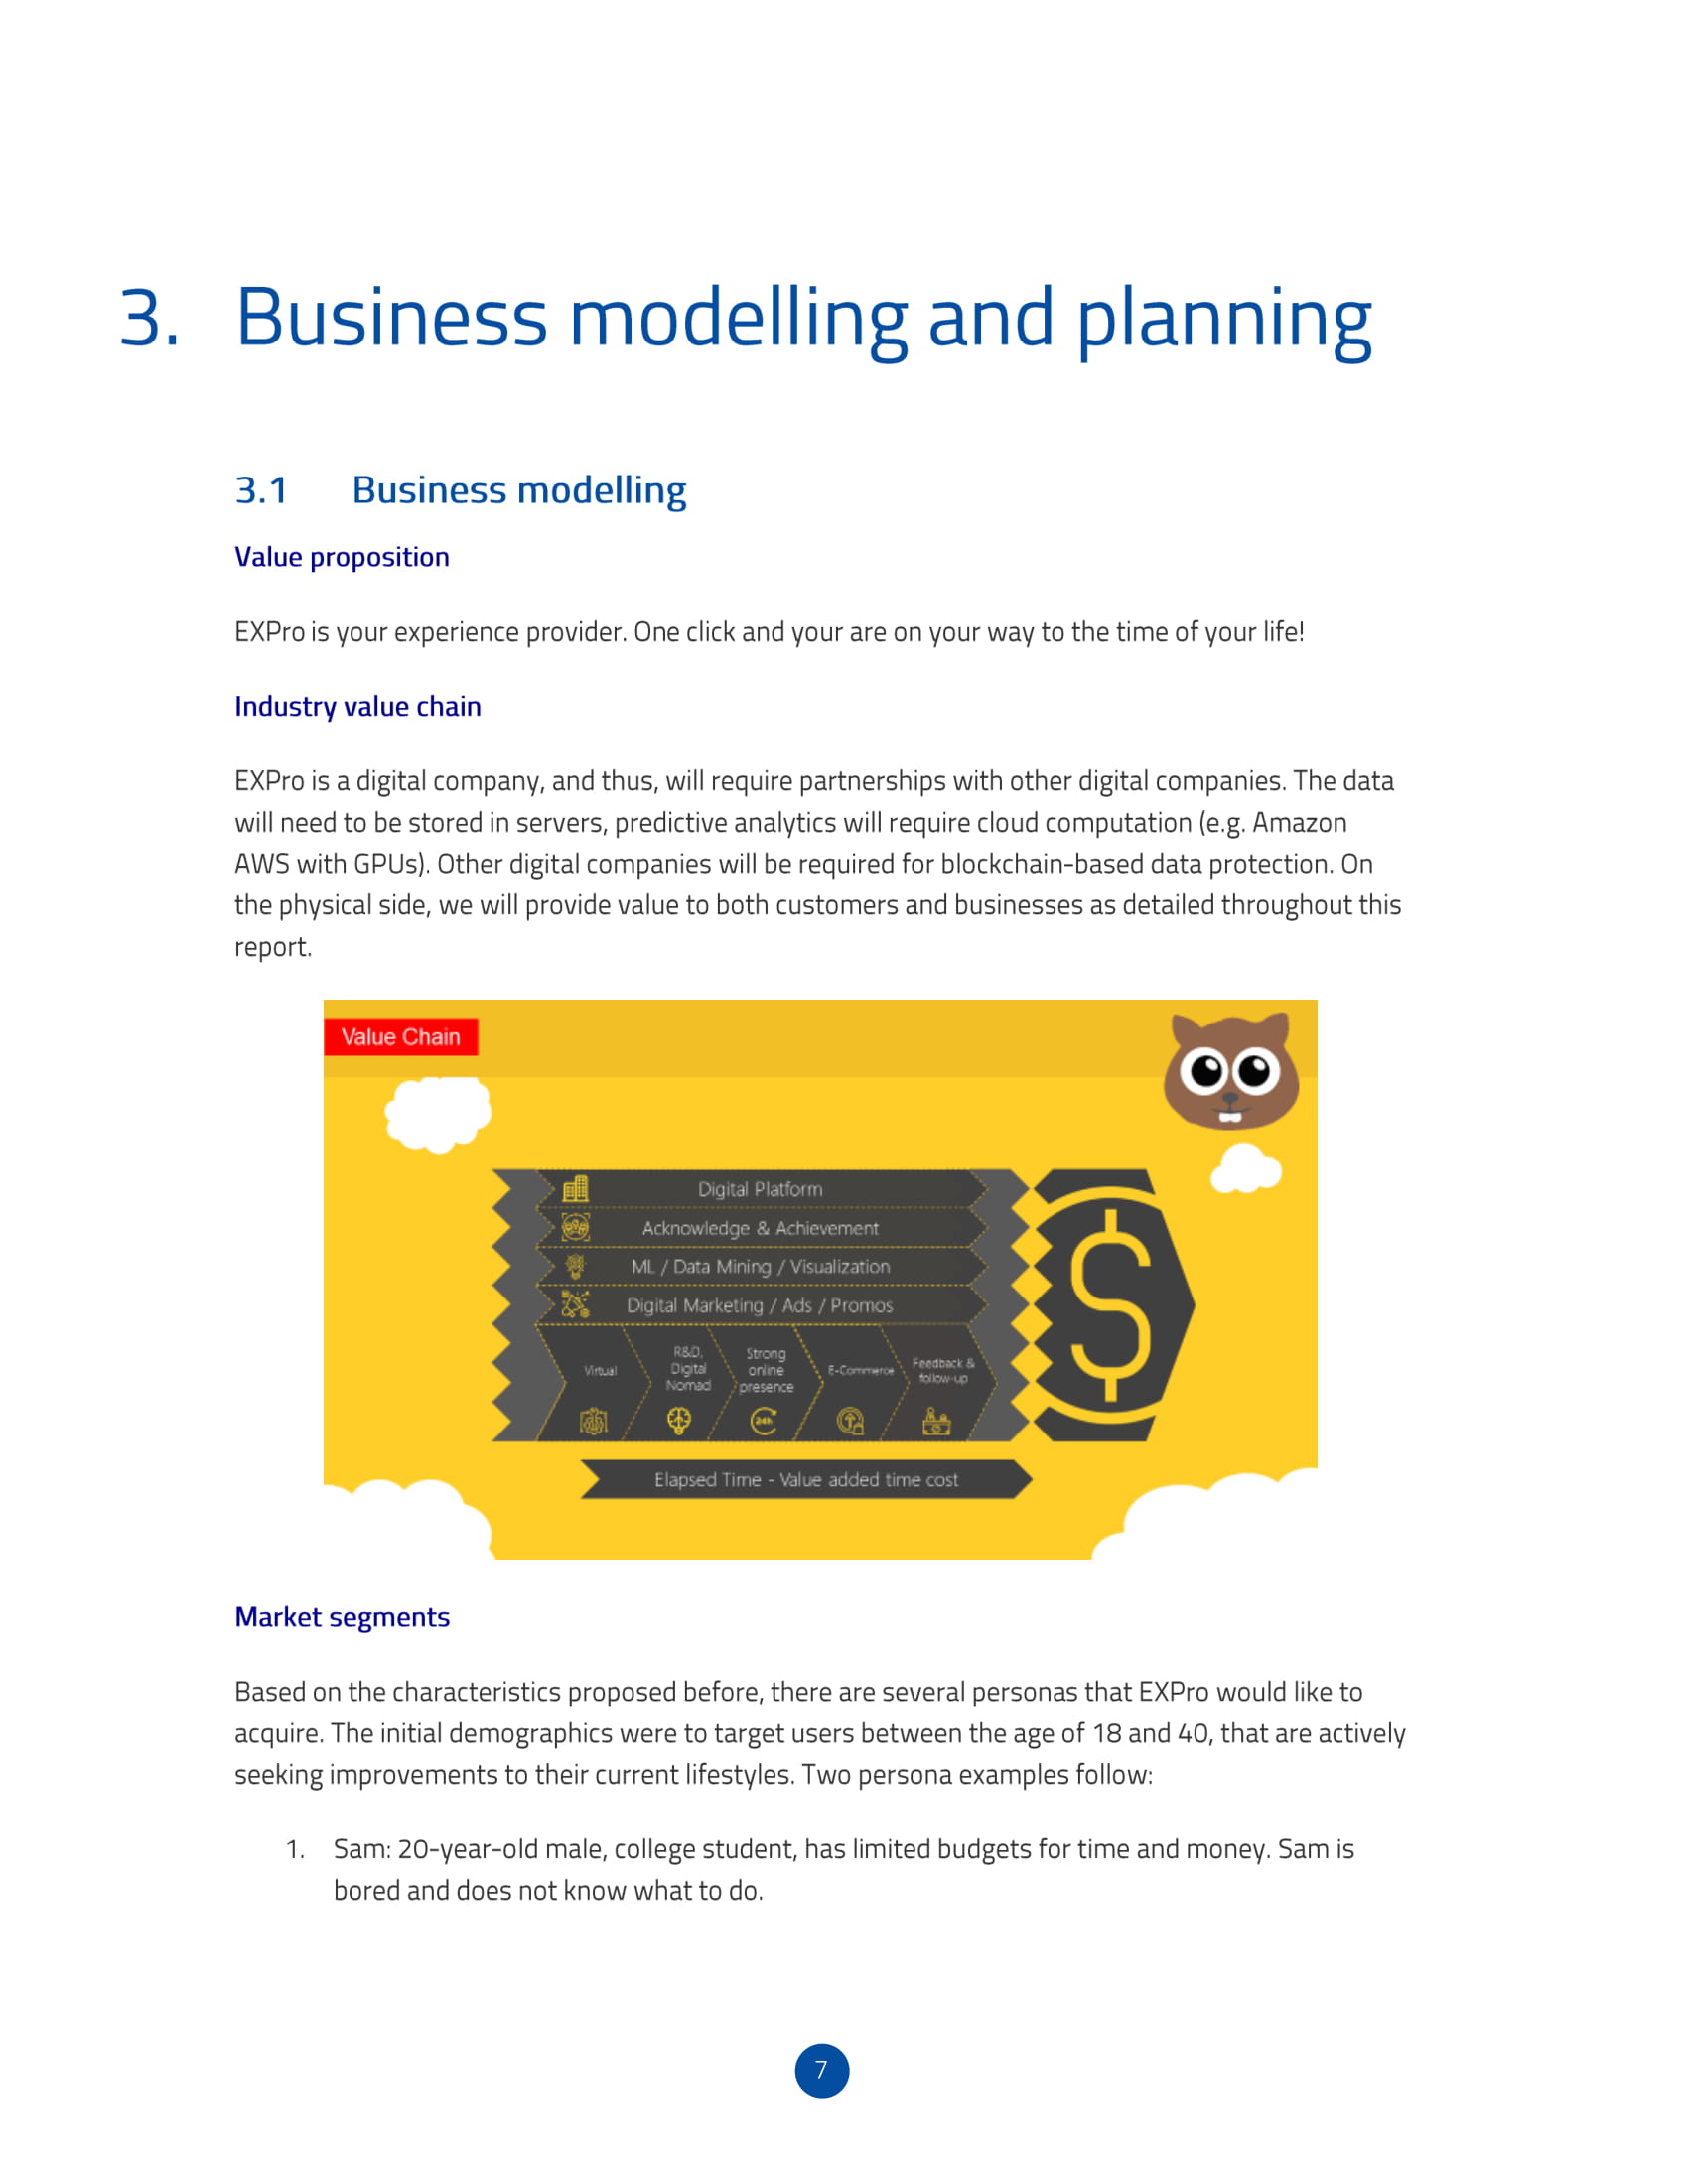 3. Business modelling and planning
3.1 Business modelling
Value proposition
EXPro is your experience provider. One click and your are on your way to the time of your life!
Industry value chain
EXPro is a digital company, and thus, will require partnerships with other digital companies. The data
will need to be stored in servers, predictive analytics will require cloud computation (e.g. Amazon
AWS with GPUs). Other digital companies will be required for blockchain-based data protection. On
the physical side, we will provide value to both customers and businesses as detailed throughout this
report.
Value Chain
Digital Platform
Acknowledge & Achievement
ML / Data Mining / Visualization
Digital Marketing / Ads / Promos
Virtual
R&D,
Digital
Nomad
Strong
online
presence
E-Commerce
Feedback &
follow-up
24h
$
Elapsed Time - Value added time cost
Market segments
Based on the characteristics proposed before, there are several personas that EXPro would like to
acquire. The initial demographics were to target users between the age of 18 and 40, that are actively
seeking improvements to their current lifestyles. Two persona examples follow:
1. Sam: 20-year-old male, college student, has limited budgets for time and money. Sam is
bored and does not know what to do.
7